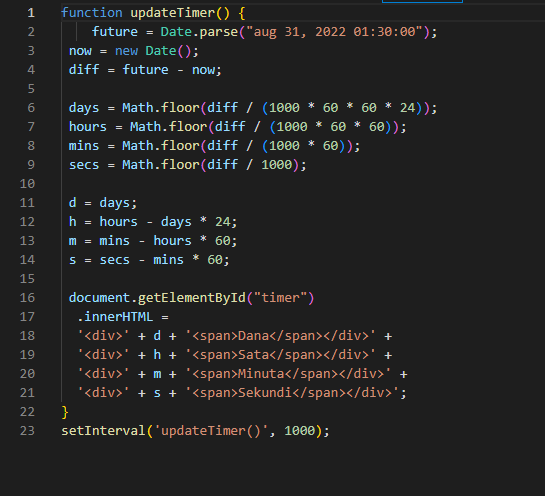 1 function updateTimer() {
2 future = Date.parse("aug 31, 2022 01:30:00");
3 now = new Date();
4 diff = future - now;
5
6 days = Math.floor(diff / (1000 * 60 * 60 * 24));
7 hours = Math.floor(diff / (1000 * 60 * 60));
8 mins = Math.floor(diff / (1000 * 60));
9 secs = Math.floor(diff / 1000);
10
11 d = days;
12 h = hours - days * 24;
13 m = mins - hours * 60;
14 s = secs - mins * 60;
15
16 document.getElementById("timer")
17 .innerHTML =
18 '<div>' + d + '<span>Dana</span></div>' +
19 '<div>' + h + '<span>Sata</span></div>' +
20 '<div>' + m + '<span>Minuta</span></div>' +
21 '<div>' + s + '<span>Sekundi</span></div>';
22 }
23 setInterval('updateTimer()', 1000);